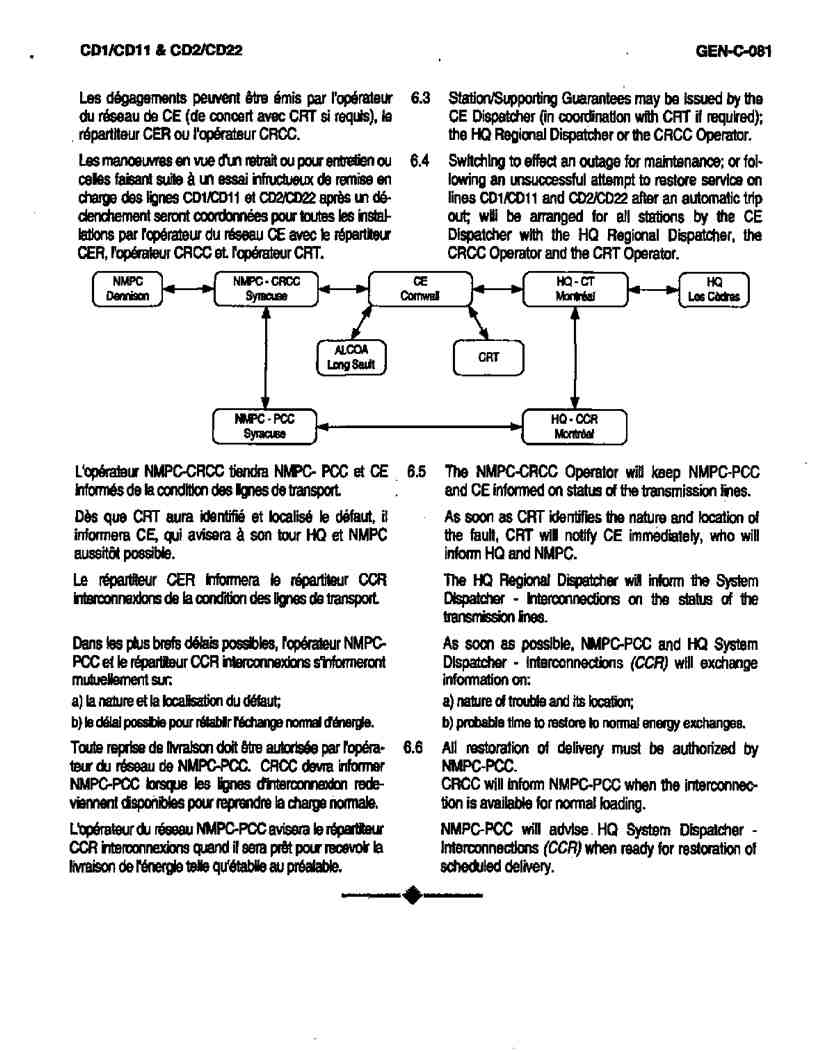 CD1/CD11 & CD2/CD22
GEN-C-081
Les dégagements peuvent être émis par l'opérateur
du réseau de CE (de concert avec CRT si requis), le
répartiteur CER ou l'opérateur CRCC.
6.3 Station/Supporting Guarantees may be issued by the
CE Dispatcher (in coordination with CRT if required);
the HQ Regional Dispatcher or the CRCC Operator.
Les manoeuvres en vue d'un retrait ou pour entretien ou
celles faisant suite à un essai infructueux de remise en
charge des lignes CD1/CD11 et CD2/CD22 après un dé-
clenchement seront coordonnées pour toutes les instal-
lations par l'opérateur du réseau CE avec le répartiteur
CER, l'opérateur CRCC et l'opérateur CRT.
6.4 Switching to effect an outage for maintenance; or fol-
lowing an unsuccessful attempt to restore service on
lines CD1/CD11 and CD2/CD22 after an automatic trip
out; will be arranged for all stations by the CE
Dispatcher with the HQ Regional Dispatcher, the
CRCC Operator and the CRT Operator.
NMPC
Dennison
NMPC - CRCC
Syracuse
CE
Cornwall
HQ - CT
Montréal
HQ
Les Cèdres
ALCOA
Long Sault
CRT
NMPC - PCC
Syracuse
HQ - CCR
Montréal
L'opérateur NMPC-CRCC tiendra NMPC- PCC et CE
informés de la condition des lignes de transport.
6.5 The NMPC-CRCC Operator will keep NMPC-PCC
and CE informed on status of the transmission lines.
Dès que CRT aura identifié et localisé le défaut, il
informera CE, qui avisera à son tour HQ et NMPC
aussitôt possible.
As soon as CRT identifies the nature and location of
the fault, CRT will notify CE immediately, who will
inform HQ and NMPC.
Le répartiteur CER informera le répartiteur CCR
interconnexions de la condition des lignes de transport.
The HQ Regional Dispatcher will inform the System
Dispatcher - Interconnections on the status of the
transmission lines.
Dans les plus brefs délais possibles, l'opérateur NMPC-
PCC et le répartiteur CCR interconnexions s'informeront
mutuellement sur:
a) la nature et la localisation du défaut;
b) le délai possible pour rétablir l'échange normal d'énergie.
As soon as possible, NMPC-PCC and HQ System
Dispatcher - Interconnections (CCR) will exchange
information on:
a) nature of trouble and its location;
b) probable time to restore to normal energy exchanges.
Toute reprise de livraison doit être autorisée par l'opéra-
teur du réseau de NMPC-PCC. CRCC devra informer
NMPC-PCC lorsque les lignes d'interconnexion rede-
viennent disponibles pour reprendre la charge normale.
6.6 All restoration of delivery must be authorized by
NMPC-PCC.
CRCC will inform NMPC-PCC when the interconnec-
tion is available for normal loading.
L'opérateur du réseau NMPC-PCC avisera le répartiteur
CCR interconnexions quand il sera prêt pour recevoir la
livraison de l'énergie telle qu'établie au préalable.
NMPC-PCC will advise HQ System Dispatcher -
Interconnections (CCR) when ready for restoration of
scheduled delivery.